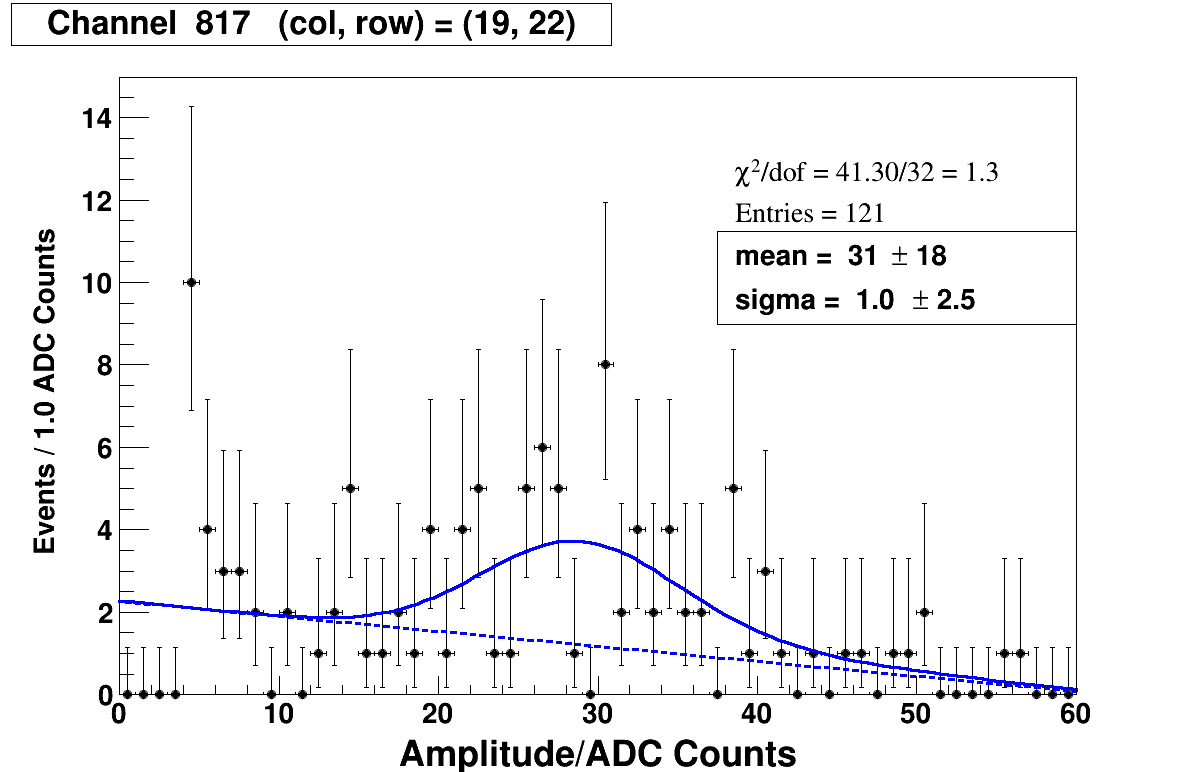 Channel 817 (col, row) = (19, 22)
χ²/dof = 41.30/32 = 1.3
Entries = 121
mean = 31 ± 18
sigma = 1.0 ± 2.5
Events / 1.0 ADC Counts
14
12
10
8
6
4
2
0
0 10 20 30 40 50 60
Amplitude/ADC Counts